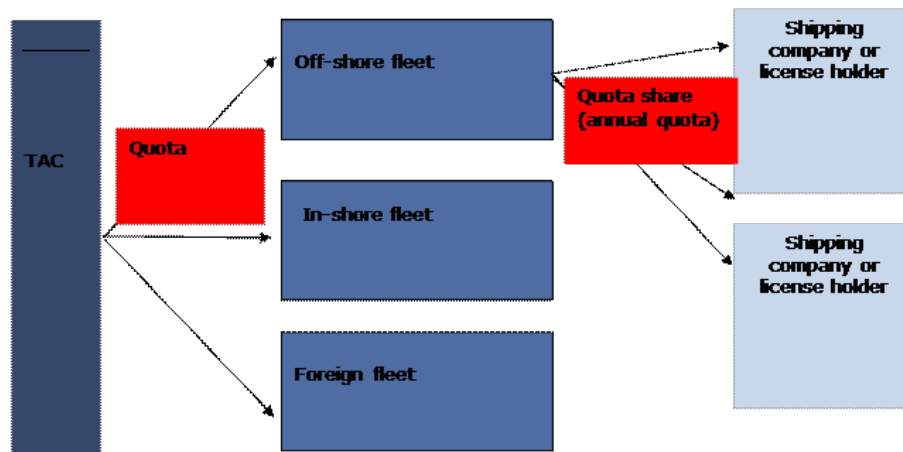 TAC
Quota
Off-shore fleet
In-shore fleet
Foreign fleet
Quota share
(annual quota)
Shipping
company or
license holder
Shipping
company or
license holder